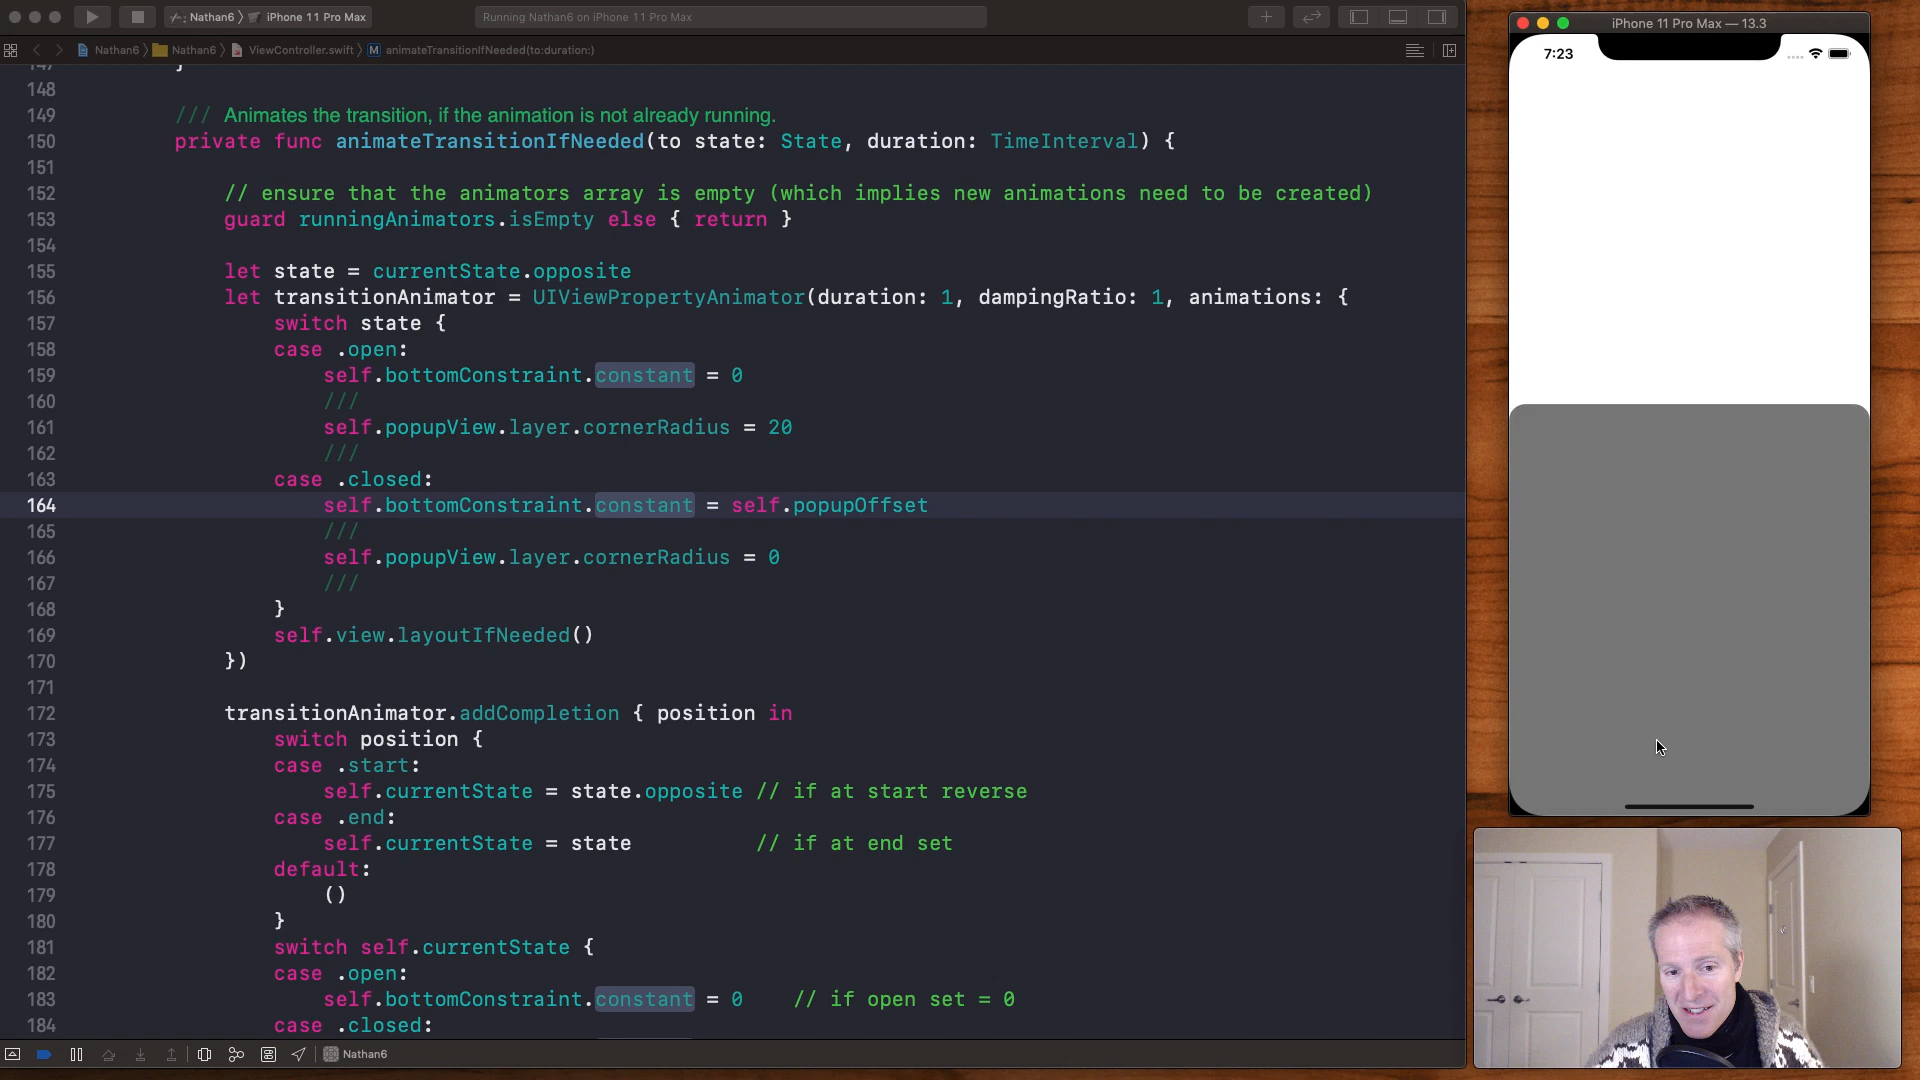 Nathan6 › iPhone 11 Pro Max
Running Nathan6 on iPhone 11 Pro Max
iPhone 11 Pro Max — 13.3
7:23
Nathan6 › Nathan6 › ViewController.swift › M animateTransitionIfNeeded(to:duration:)
148
149 /// Animates the transition, if the animation is not already running.
150 private func animateTransitionIfNeeded(to state: State, duration: TimeInterval) {
151
152 // ensure that the animators array is empty (which implies new animations need to be created)
153 guard runningAnimators.isEmpty else { return }
154
155 let state = currentState.opposite
156 let transitionAnimator = UIViewPropertyAnimator(duration: 1, dampingRatio: 1, animations: {
157 switch state {
158 case .open:
159 self.bottomConstraint.constant = 0
160 ///
161 self.popupView.layer.cornerRadius = 20
162 ///
163 case .closed:
164 self.bottomConstraint.constant = self.popupOffset
165 ///
166 self.popupView.layer.cornerRadius = 0
167 ///
168 }
169 self.view.layoutIfNeeded()
170 })
171
172 transitionAnimator.addCompletion { position in
173 switch position {
174 case .start:
175 self.currentState = state.opposite // if at start reverse
176 case .end:
177 self.currentState = state // if at end set
178 default:
179 ()
180 }
181 switch self.currentState {
182 case .open:
183 self.bottomConstraint.constant = 0 // if open set = 0
184 case .closed:
Nathan6